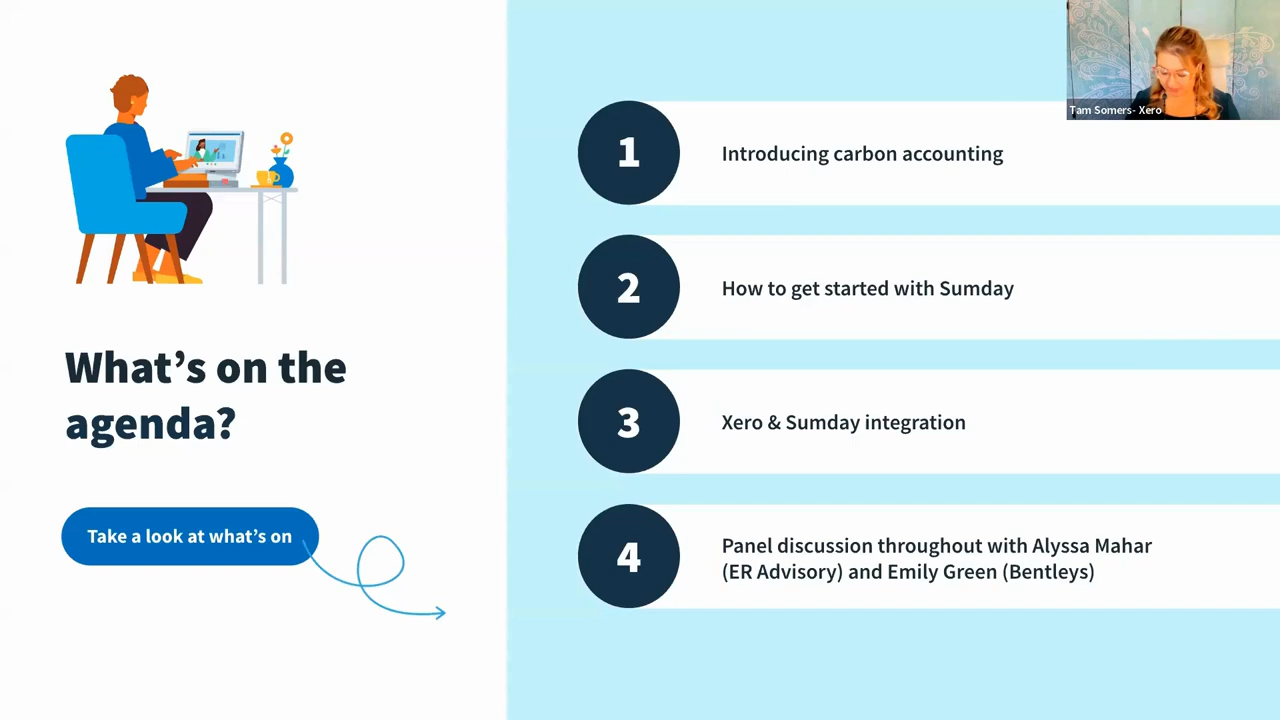 Tam Somers- Xero
1
Introducing carbon accounting
2
How to get started with Sumday
What's on the
agenda?
3
Xero & Sumday integration
Take a look at what's on
4
Panel discussion throughout with Alyssa Mahar
(ER Advisory) and Emily Green (Bentleys)